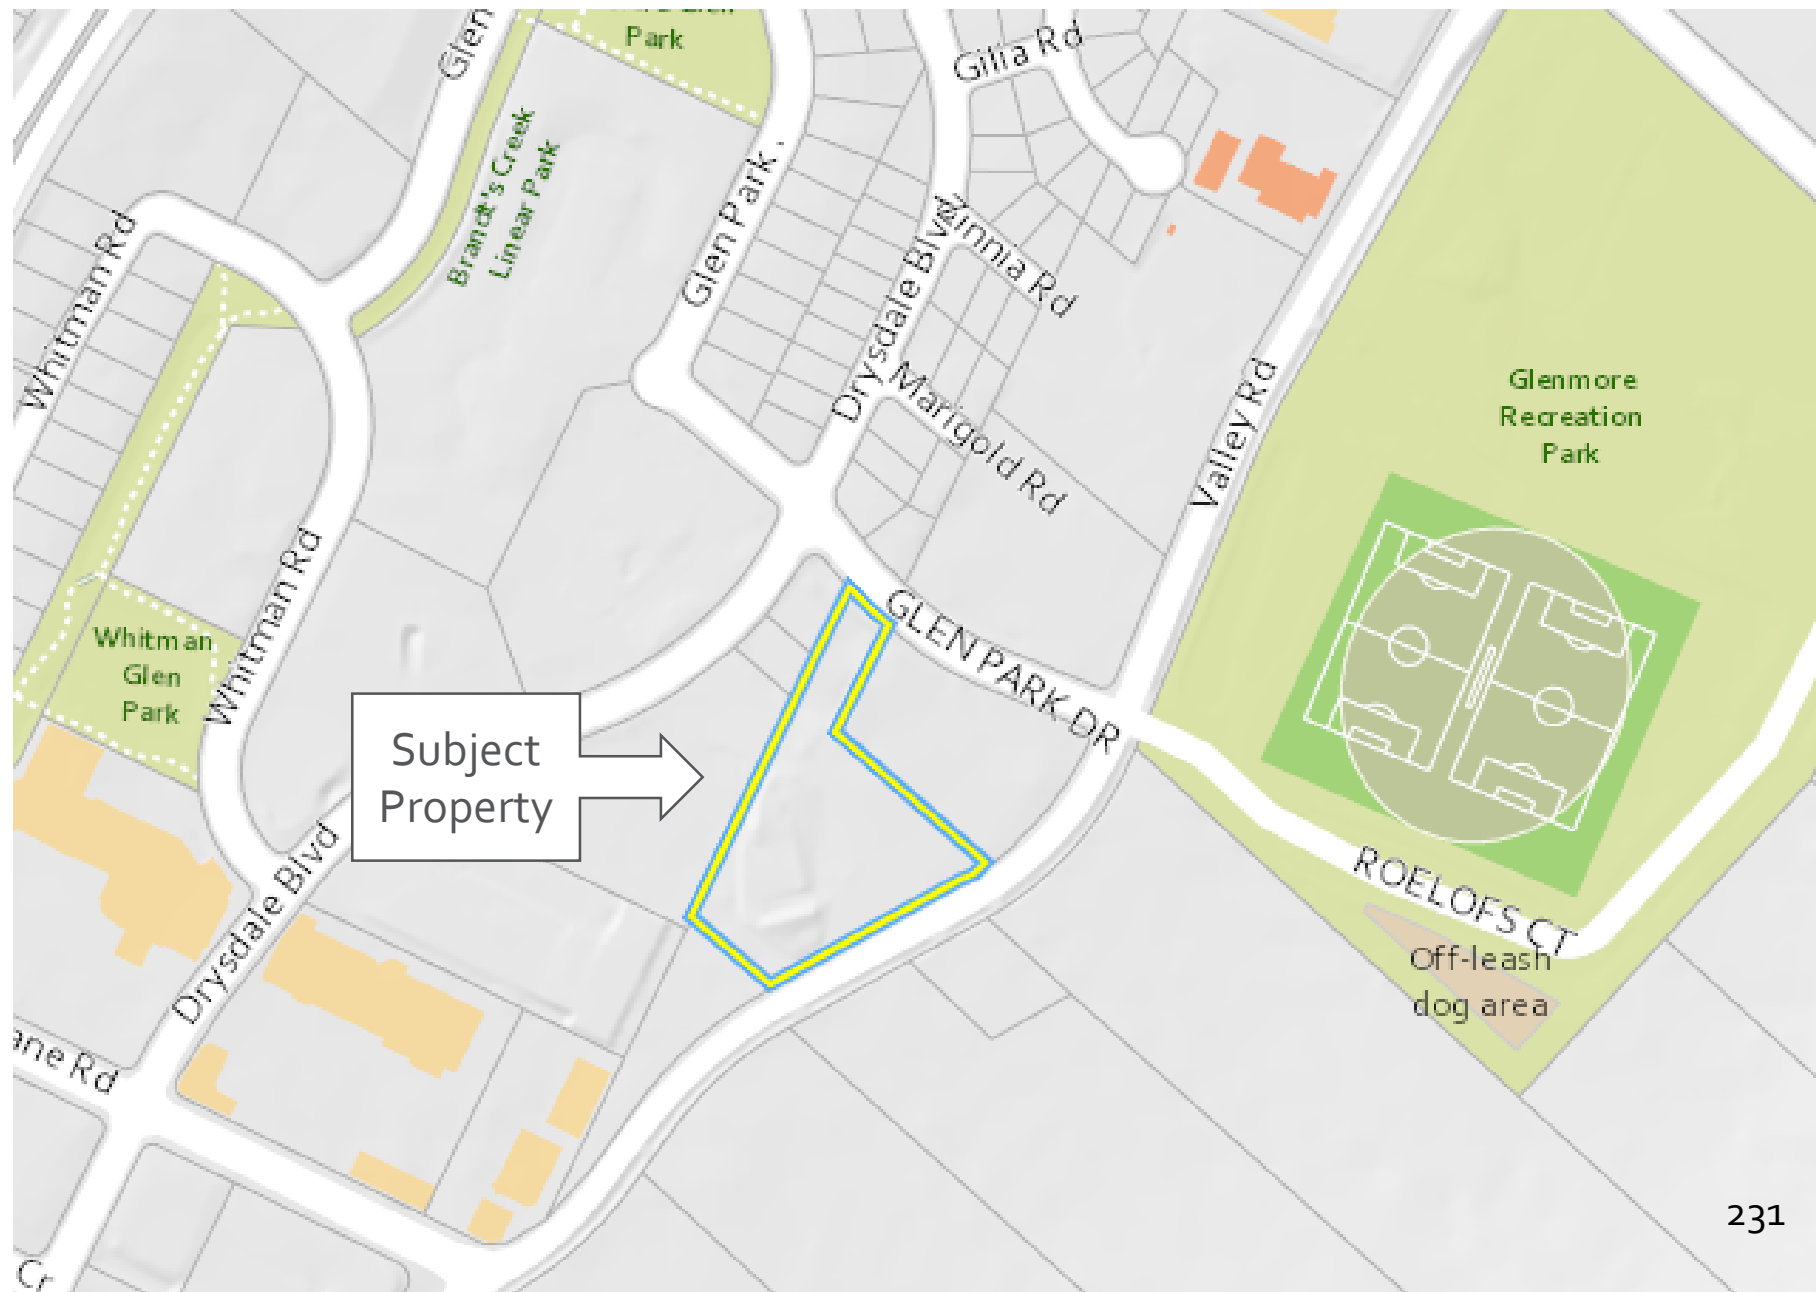 Glen
Park
Gilia Rd
Brandt's Creek
Linear Park
Glen Park
Whitman Rd
Zinnia Rd
Drysdale Blvd
Marigold Rd
Valley Rd
Glenmore
Recreation
Park
Whitman Rd
GLEN PARK DR
Whitman
Glen
Park
Subject
Property
Drysdale Blvd
ROELOFS CT
Off-leash
dog area
Rd
231
Cr